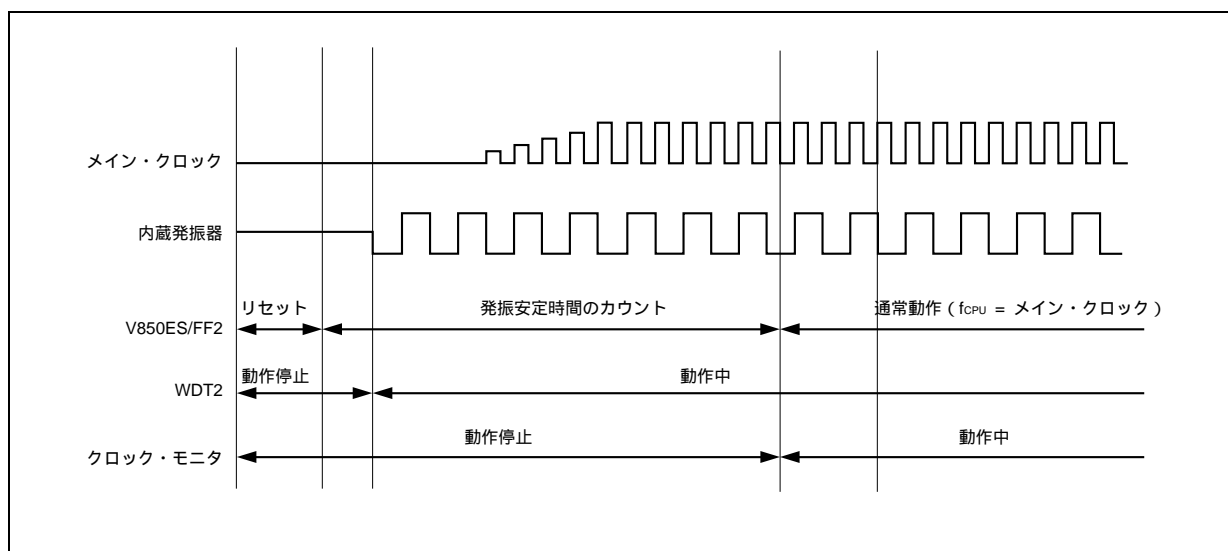 メイン・クロック
内蔵発振器
リセット 発振安定時間のカウント 通常動作(fCPU = メイン・クロック)
V850ES/FF2
動作停止 動作中
WDT2
動作停止 動作中
クロック・モニタ